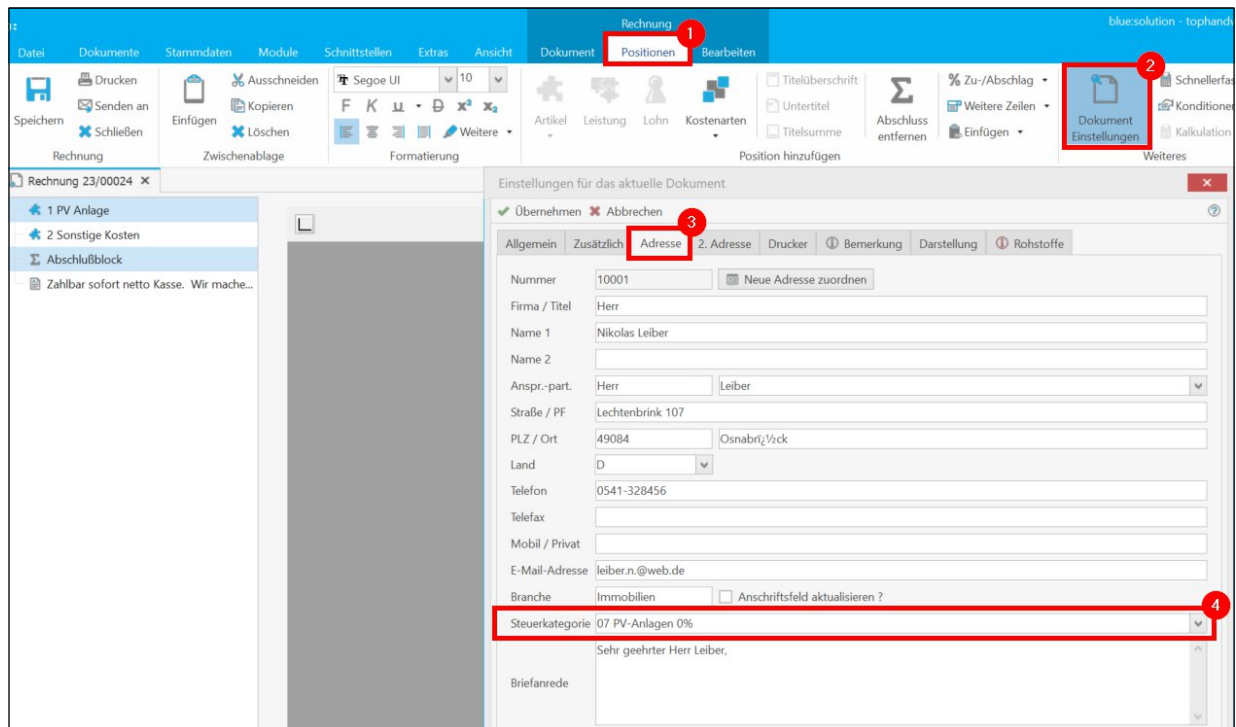 Rechnung
blue:solution - tophandw
1
Datei Dokumente Stammdaten Module Schnittstellen Extras Ansicht Dokument Positionen Bearbeiten
2
Speichern
Drucken
Senden an
Schließen
Rechnung
Einfügen
Ausschneiden
Kopieren
Löschen
Zwischenablage
Segoe UI 10
F K U D x² x₂
Weitere
Formatierung
Artikel Leistung Lohn Kostenarten
Titelüberschrift
Untertitel
Titelsumme
Abschluss
entfernen
% Zu-/Abschlag
Weitere Zeilen
Einfügen
Position hinzufügen
Dokument
Einstellungen
Schnellerfas
Konditionen
Kalkulation
Weiteres
Rechnung 23/00024
1 PV Anlage
2 Sonstige Kosten
Σ Abschlußblock
Zahlbar sofort netto Kasse. Wir mache...
Einstellungen für das aktuelle Dokument
Übernehmen Abbrechen
3
Allgemein Zusätzlich Adresse 2. Adresse Drucker Bemerkung Darstellung Rohstoffe
Nummer 10001 Neue Adresse zuordnen
Firma / Titel Herr
Name 1 Nikolas Leiber
Name 2
Anspr.-part. Herr Leiber
Straße / PF Lechtenbrink 107
PLZ / Ort 49084 Osnabrï¿½ck
Land D
Telefon 0541-328456
Telefax
Mobil / Privat
E-Mail-Adresse leiber.n.@web.de
Branche Immobilien Anschriftsfeld aktualisieren ?
4
Steuerkategorie 07 PV-Anlagen 0%
Sehr geehrter Herr Leiber,
Briefanrede